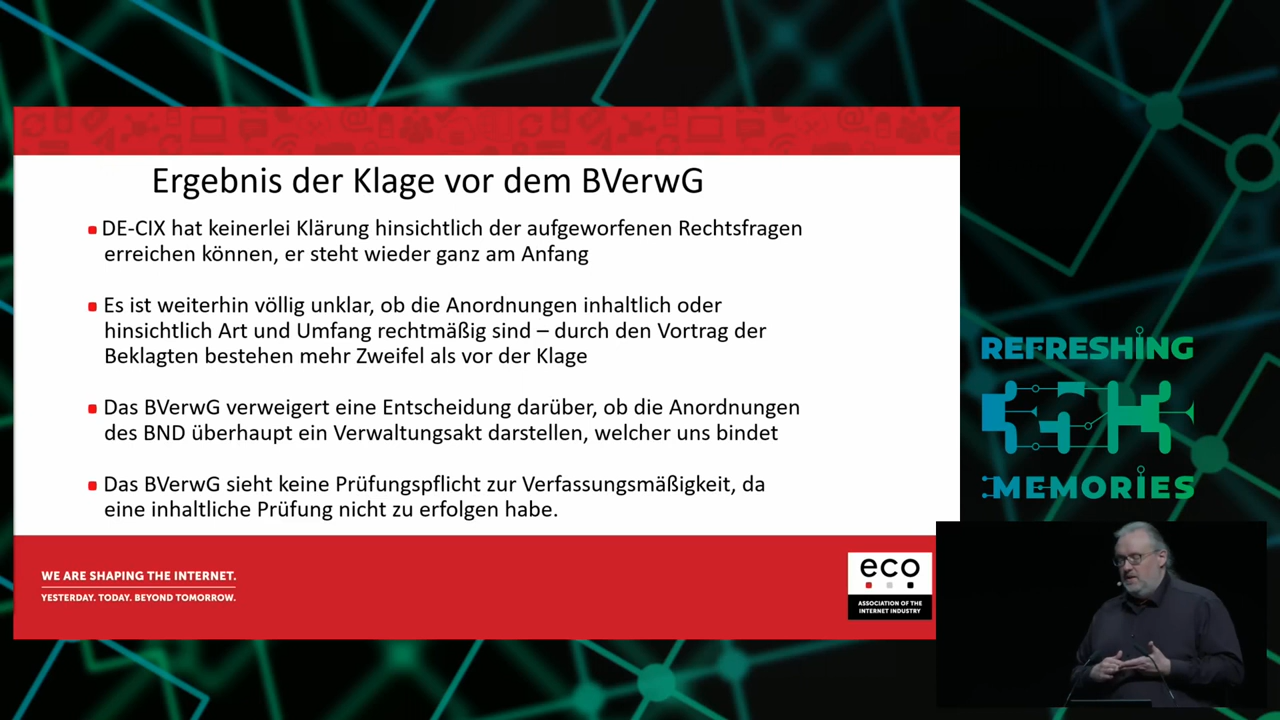 Ergebnis der Klage vor dem BVerwG
DE-CIX hat keinerlei Klärung hinsichtlich der aufgeworfenen Rechtsfragen
erreichen können, er steht wieder ganz am Anfang
Es ist weiterhin völlig unklar, ob die Anordnungen inhaltlich oder
hinsichtlich Art und Umfang rechtmäßig sind – durch den Vortrag der
Beklagten bestehen mehr Zweifel als vor der Klage
Das BVerwG verweigert eine Entscheidung darüber, ob die Anordnungen
des BND überhaupt ein Verwaltungsakt darstellen, welcher uns bindet
Das BVerwG sieht keine Prüfungspflicht zur Verfassungsmäßigkeit, da
eine inhaltliche Prüfung nicht zu erfolgen habe.
WE ARE SHAPING THE INTERNET.
YESTERDAY. TODAY. BEYOND TOMORROW.
eco
ASSOCIATION OF THE
INTERNET INDUSTRY
REFRESHING
35C3
MEMORIES